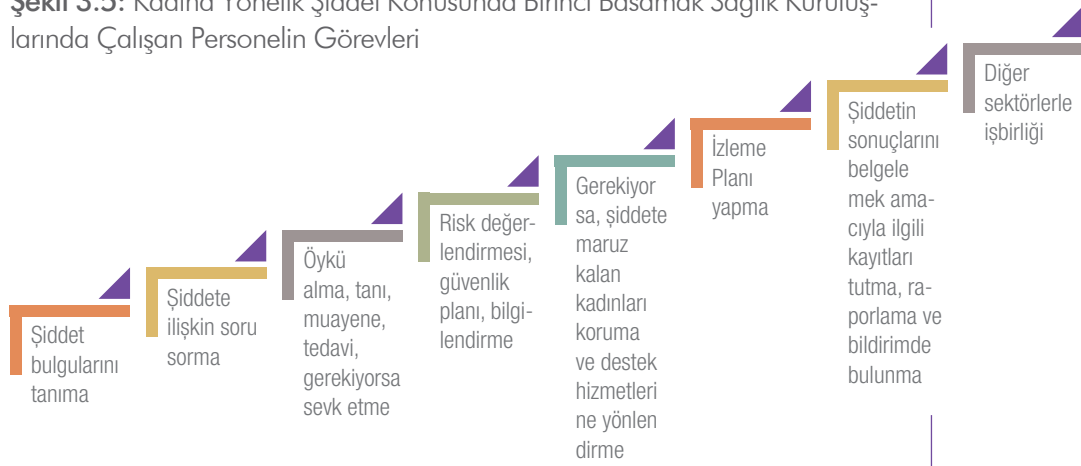 Şekil 3.5: Kadına Yönelik Şiddet Konusunda Birinci Basamak Sağlık Kuruluş-
larında Çalışan Personelin Görevleri
Şiddet
bulgularını
tanıma
Şiddete
ilişkin soru
sorma
Öykü
alma, tanı,
muayene,
tedavi,
gerekiyorsa
sevk etme
Risk değer-
lendirmesi,
güvenlik
planı, bilgi-
lendirme
Gerekiyor
sa, şiddete
maruz
kalan
kadınları
koruma
ve destek
hizmetleri
ne yönlen
dirme
İzleme
Planı
yapma
Şiddetin
sonuçlarını
belgele
mek ama-
cıyla ilgili
kayıtları
tutma, ra-
porlama ve
bildirimde
bulunma
Diğer
sektörlerle
işbirliği